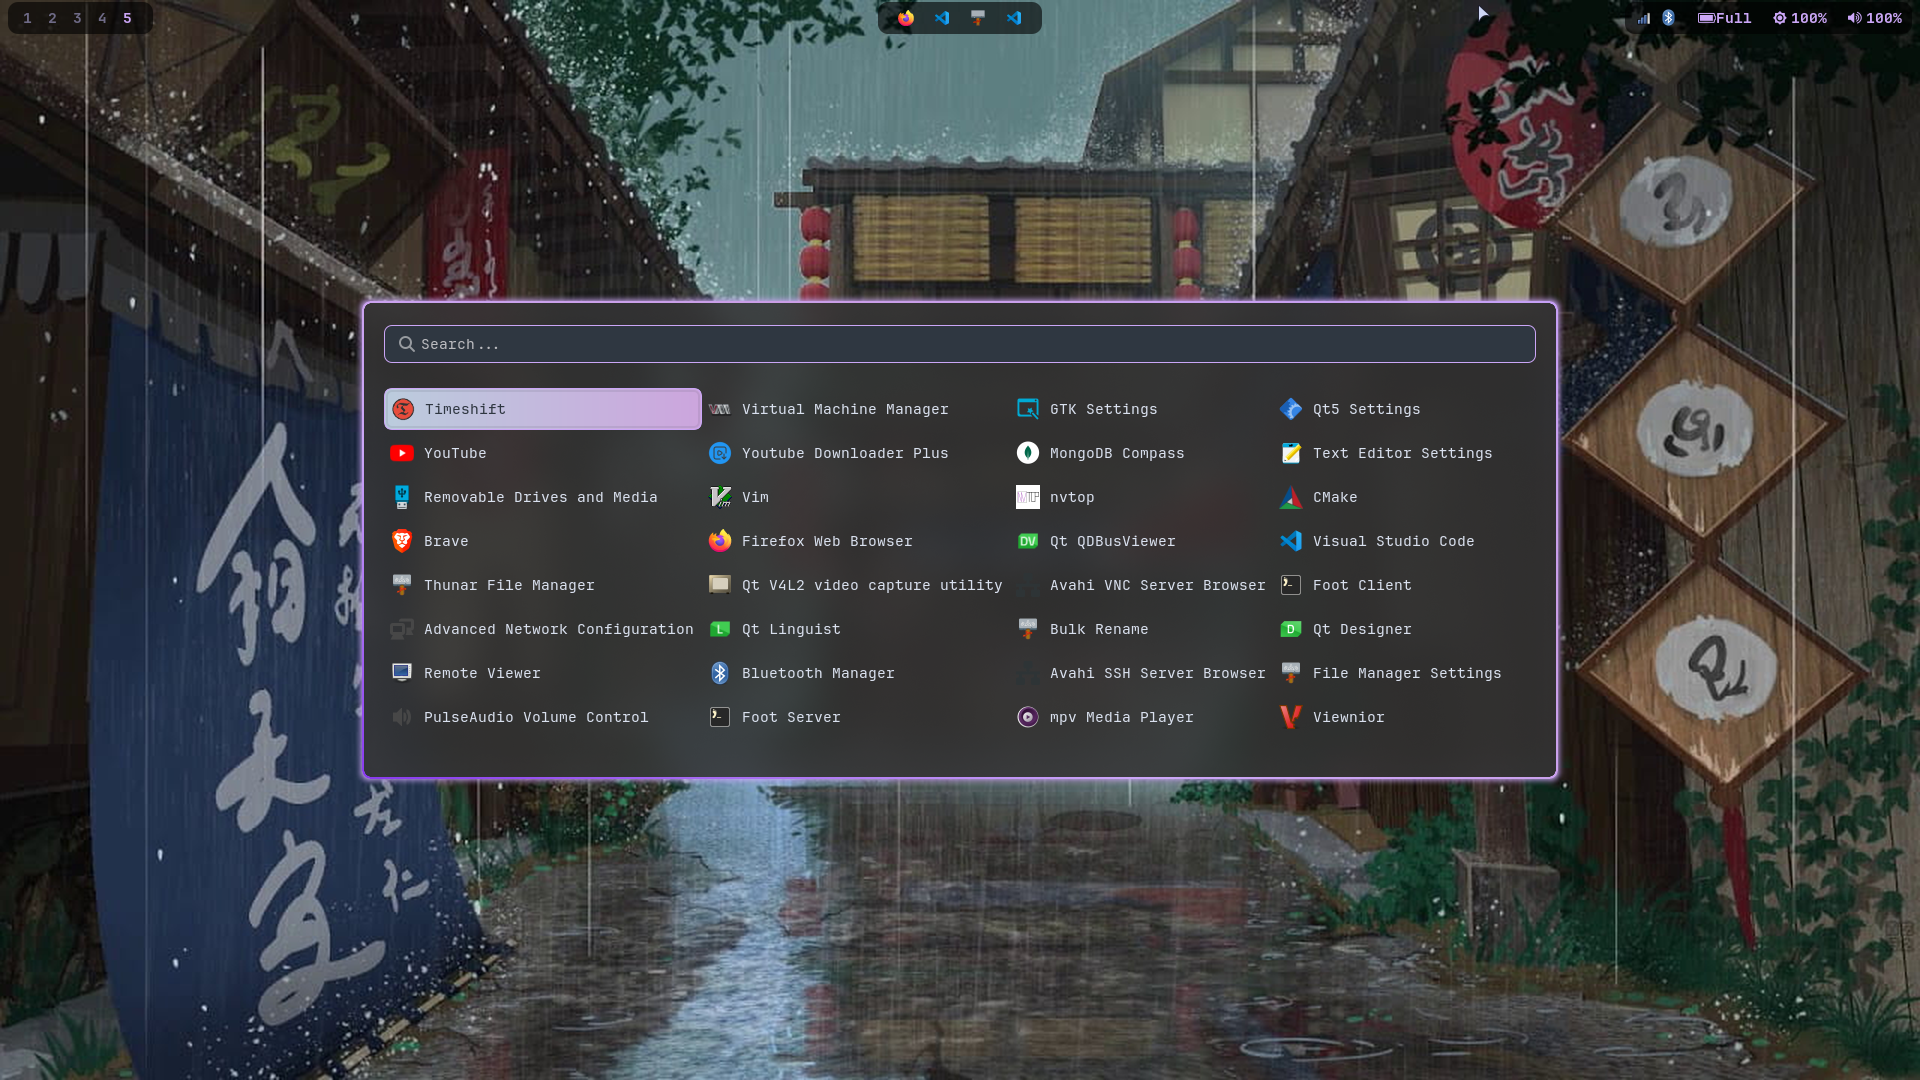 1 2 3 4 5
Full 100% 100%
Search...
Timeshift Virtual Machine Manager GTK Settings Qt5 Settings
YouTube Youtube Downloader Plus MongoDB Compass Text Editor Settings
Removable Drives and Media Vim nvtop CMake
Brave Firefox Web Browser Qt QDBusViewer Visual Studio Code
Thunar File Manager Qt V4L2 video capture utility Avahi VNC Server Browser Foot Client
Advanced Network Configuration Qt Linguist Bulk Rename Qt Designer
Remote Viewer Bluetooth Manager Avahi SSH Server Browser File Manager Settings
PulseAudio Volume Control Foot Server mpv Media Player Viewnior